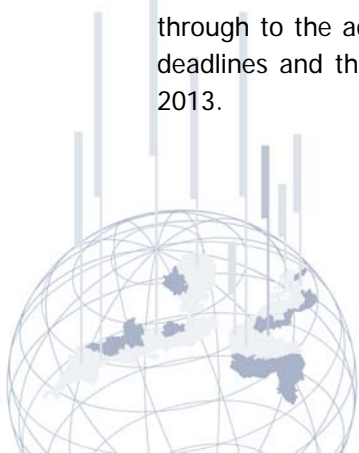 through to the ac
deadlines and th
2013.